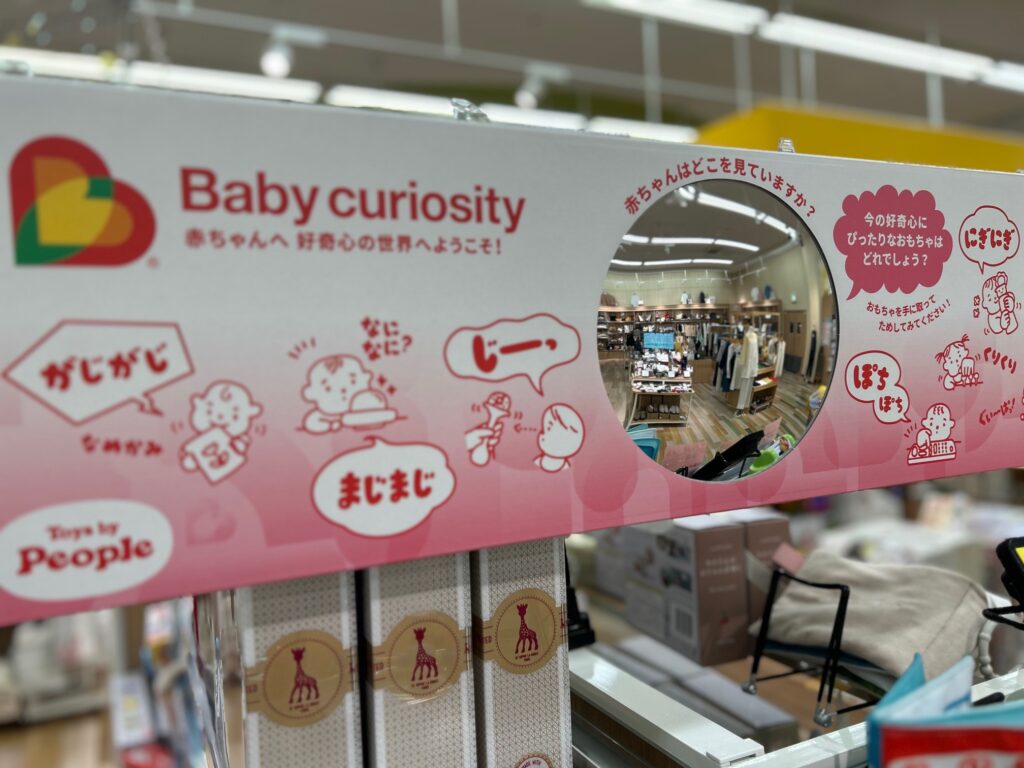 Baby curiosity
赤ちゃんへ 好奇心の世界へようこそ!
®
赤ちゃんはどこを見ていますか?
今の好奇心に
ぴったりなおもちゃは
どれでしょう?
おもちゃを手に取って
ためしてみてください!
にぎにぎ
がじがじ
なめかみ
なに
なに?
じーっ
まじまじ
ぽち
ぽち
くりくり
Toys by
People